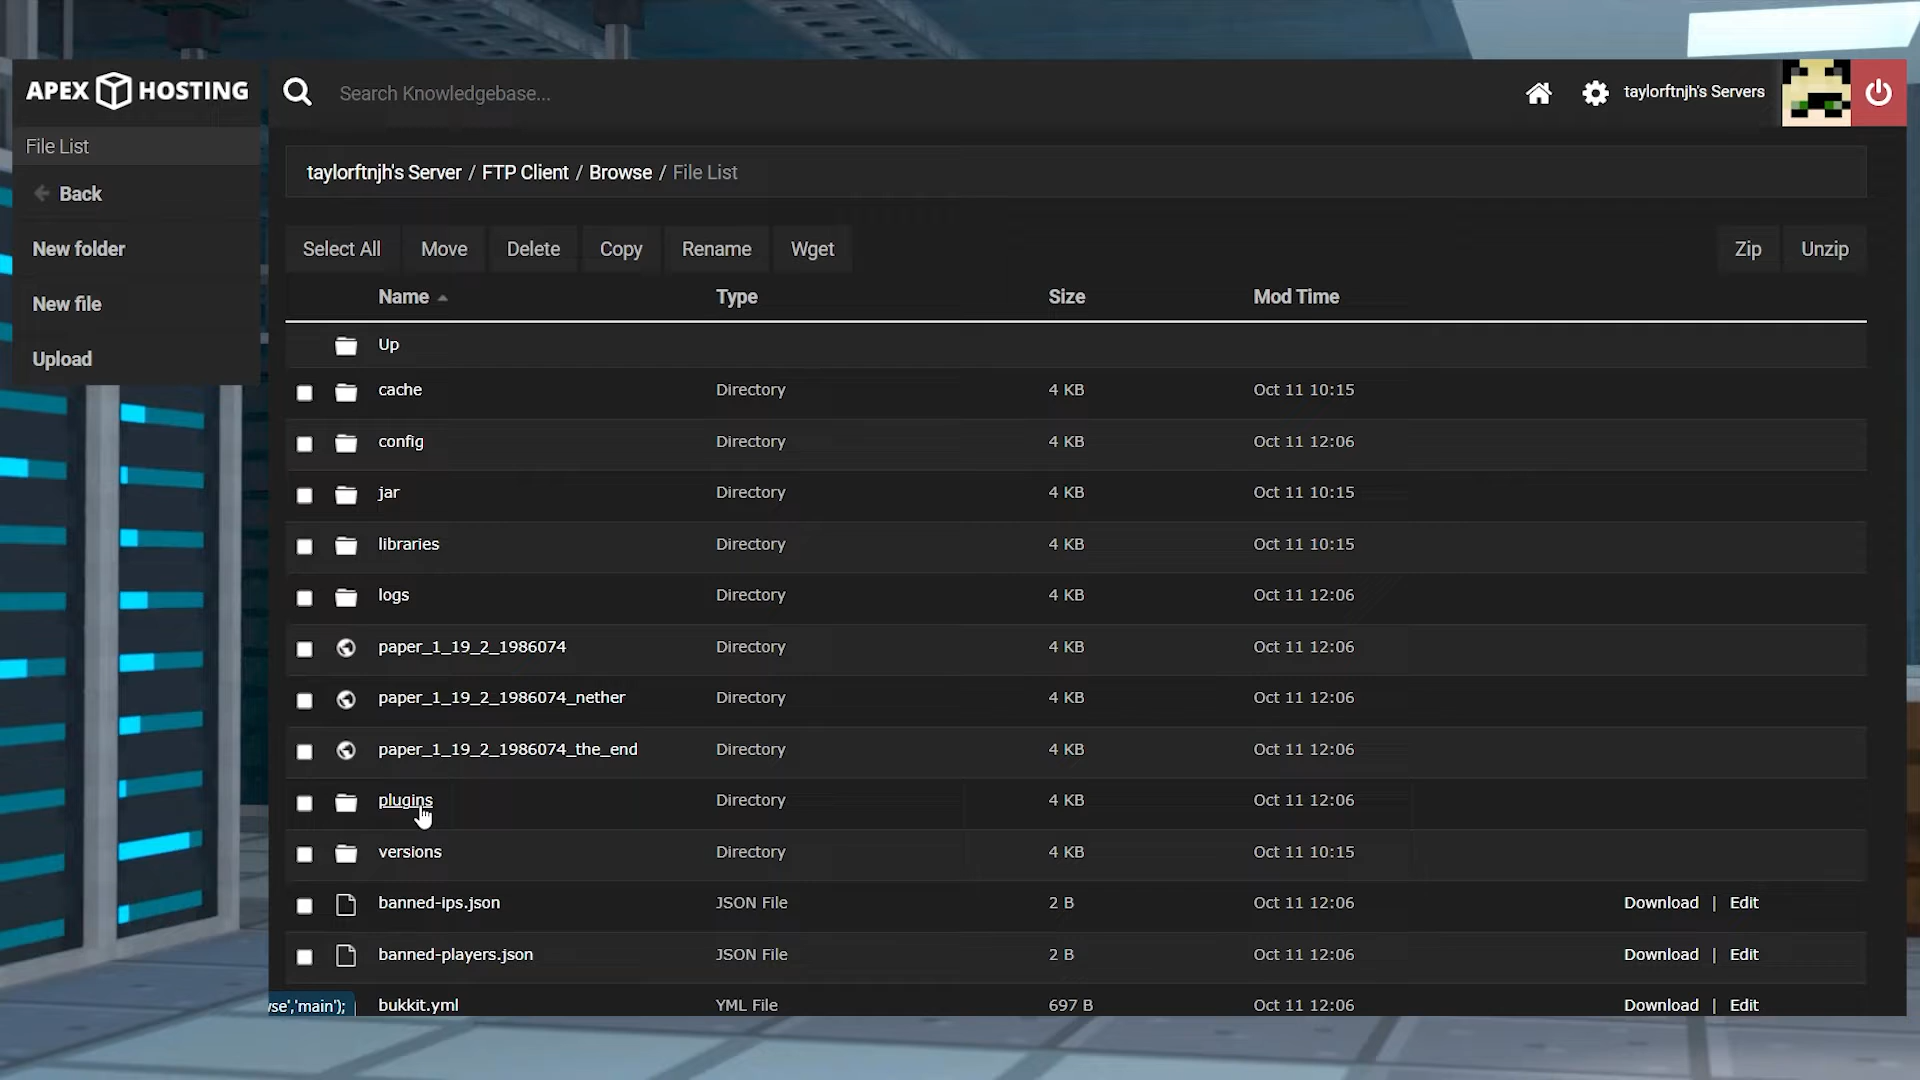 APEX HOSTING
Search Knowledgebase...
taylorftnjh's Servers
File List
Back
New folder
New file
Upload
taylorftnjh's Server / FTP Client / Browse / File List
Select All Move Delete Copy Rename Wget Zip Unzip
Name Type Size Mod Time
Up
cache Directory 4 KB Oct 11 10:15
config Directory 4 KB Oct 11 12:06
jar Directory 4 KB Oct 11 10:15
libraries Directory 4 KB Oct 11 10:15
logs Directory 4 KB Oct 11 12:06
paper_1_19_2_1986074 Directory 4 KB Oct 11 12:06
paper_1_19_2_1986074_nether Directory 4 KB Oct 11 12:06
paper_1_19_2_1986074_the_end Directory 4 KB Oct 11 12:06
plugins Directory 4 KB Oct 11 12:06
versions Directory 4 KB Oct 11 10:15
banned-ips.json JSON File 2 B Oct 11 12:06 Download | Edit
banned-players.json JSON File 2 B Oct 11 12:06 Download | Edit
bukkit.yml YML File 697 B Oct 11 12:06 Download | Edit
se','main');